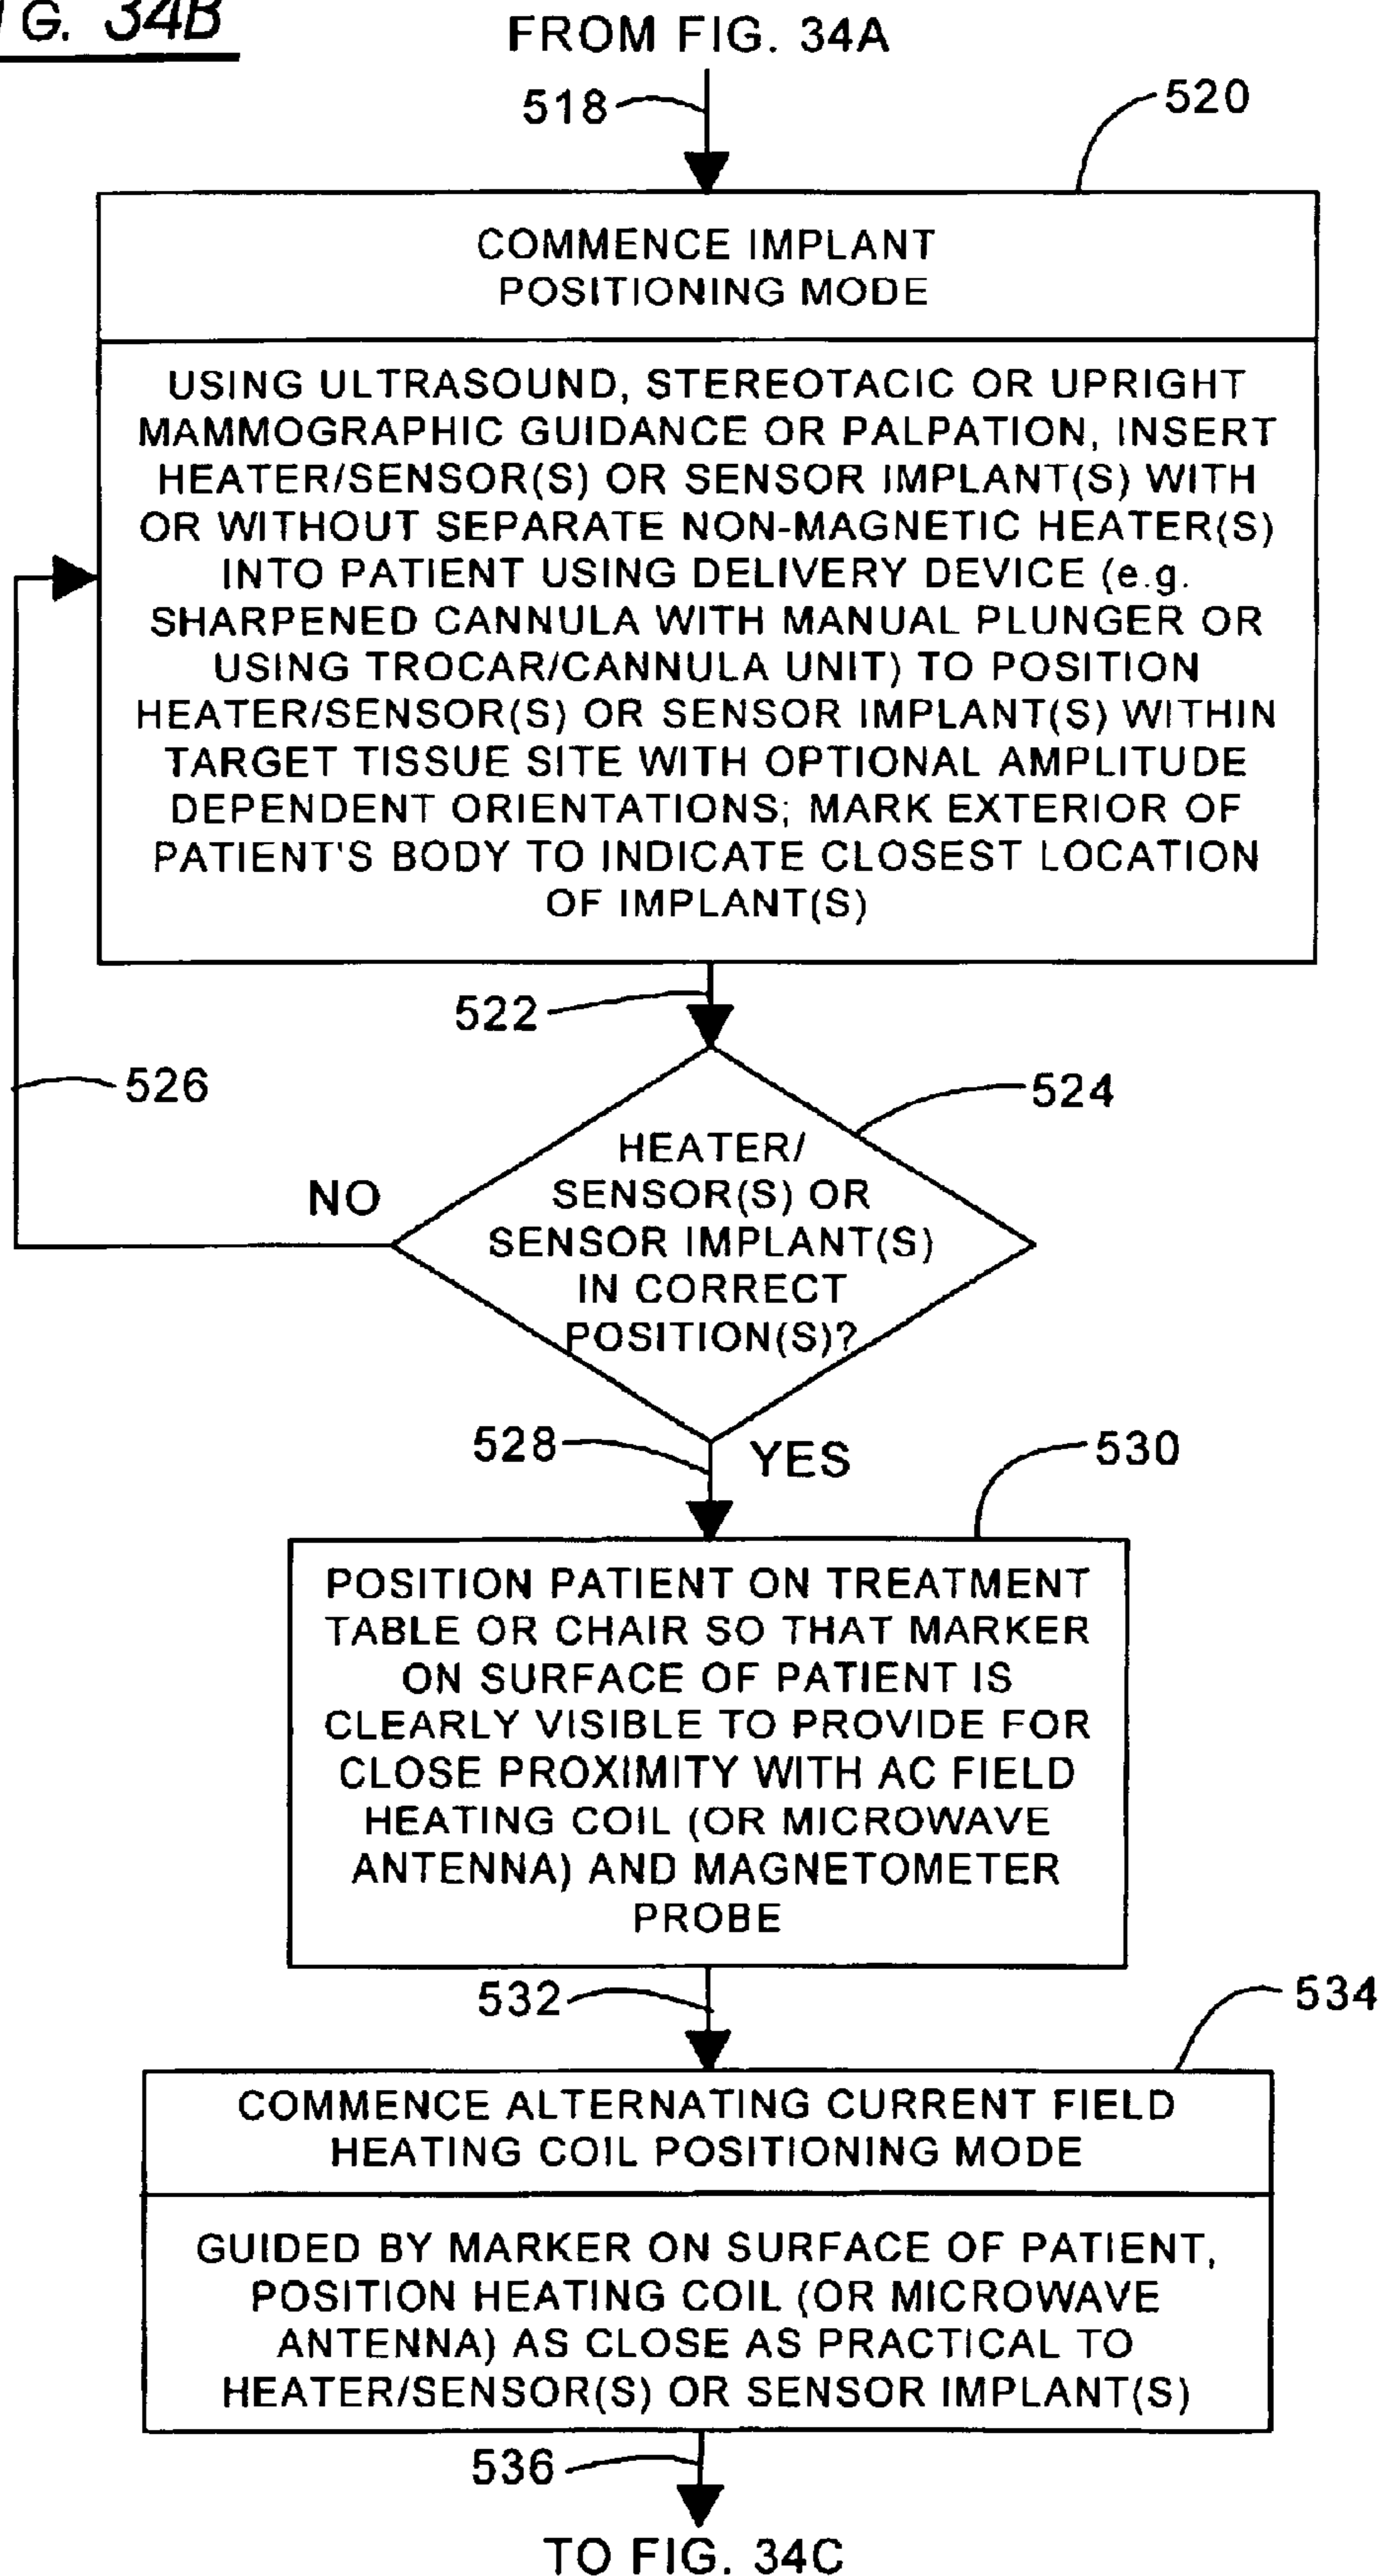 G. 34B
FROM FIG. 34A
518
520
COMMENCE IMPLANT
POSITIONING MODE
USING ULTRASOUND, STEREOTACIC OR UPRIGHT
MAMMOGRAPHIC GUIDANCE OR PALPATION, INSERT
HEATER/SENSOR(S) OR SENSOR IMPLANT(S) WITH
OR WITHOUT SEPARATE NON-MAGNETIC HEATER(S)
INTO PATIENT USING DELIVERY DEVICE (e.g.
SHARPENED CANNULA WITH MANUAL PLUNGER OR
USING TROCAR/CANNULA UNIT) TO POSITION
HEATER/SENSOR(S) OR SENSOR IMPLANT(S) WITHIN
TARGET TISSUE SITE WITH OPTIONAL AMPLITUDE
DEPENDENT ORIENTATIONS; MARK EXTERIOR OF
PATIENT'S BODY TO INDICATE CLOSEST LOCATION
OF IMPLANT(S)
522
526
524
NO
HEATER/
SENSOR(S) OR
SENSOR IMPLANT(S)
IN CORRECT
POSITION(S)?
528
YES
530
POSITION PATIENT ON TREATMENT
TABLE OR CHAIR SO THAT MARKER
ON SURFACE OF PATIENT IS
CLEARLY VISIBLE TO PROVIDE FOR
CLOSE PROXIMITY WITH AC FIELD
HEATING COIL (OR MICROWAVE
ANTENNA) AND MAGNETOMETER
PROBE
532
534
COMMENCE ALTERNATING CURRENT FIELD
HEATING COIL POSITIONING MODE
GUIDED BY MARKER ON SURFACE OF PATIENT,
POSITION HEATING COIL (OR MICROWAVE
ANTENNA) AS CLOSE AS PRACTICAL TO
HEATER/SENSOR(S) OR SENSOR IMPLANT(S)
536
TO FIG. 34C